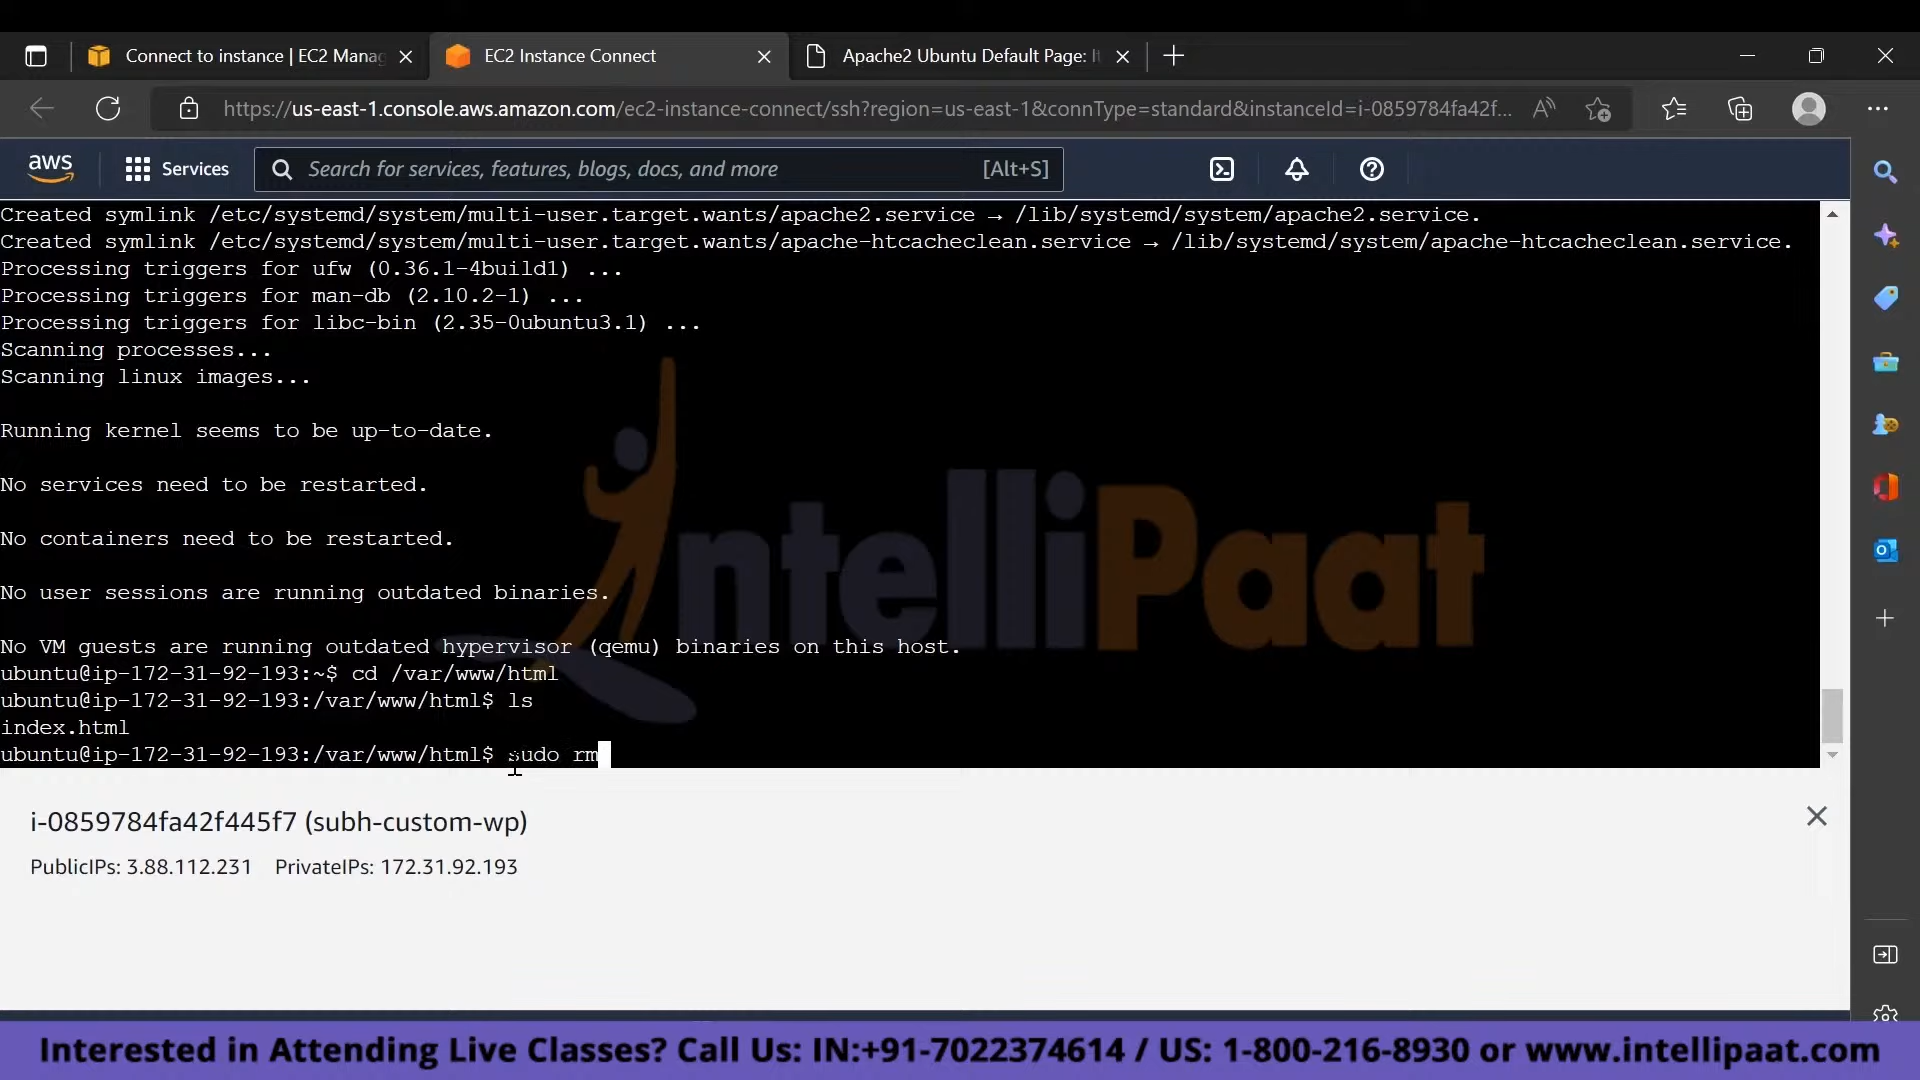 Connect to instance | EC2 Manag
EC2 Instance Connect
Apache2 Ubuntu Default Page: It
https://us-east-1.console.aws.amazon.com/ec2-instance-connect/ssh?region=us-east-1&connType=standard&instanceId=i-0859784fa42f...
aws
Services
Search for services, features, blogs, docs, and more
[Alt+S]
Created symlink /etc/systemd/system/multi-user.target.wants/apache2.service → /lib/systemd/system/apache2.service.
Created symlink /etc/systemd/system/multi-user.target.wants/apache-htcacheclean.service → /lib/systemd/system/apache-htcacheclean.service.
Processing triggers for ufw (0.36.1-4build1) ...
Processing triggers for man-db (2.10.2-1) ...
Processing triggers for libc-bin (2.35-0ubuntu3.1) ...
Scanning processes...
Scanning linux images...
Running kernel seems to be up-to-date.
No services need to be restarted.
No containers need to be restarted.
No user sessions are running outdated binaries.
No VM guests are running outdated hypervisor (qemu) binaries on this host.
ubuntu@ip-172-31-92-193:~$ cd /var/www/html
ubuntu@ip-172-31-92-193:/var/www/html$ ls
index.html
ubuntu@ip-172-31-92-193:/var/www/html$ sudo rm
IntelliPaat
i-0859784fa42f445f7 (subh-custom-wp)
PublicIPs: 3.88.112.231 PrivateIPs: 172.31.92.193
Interested in Attending Live Classes? Call Us: IN:+91-7022374614 / US: 1-800-216-8930 or www.intellipaat.com